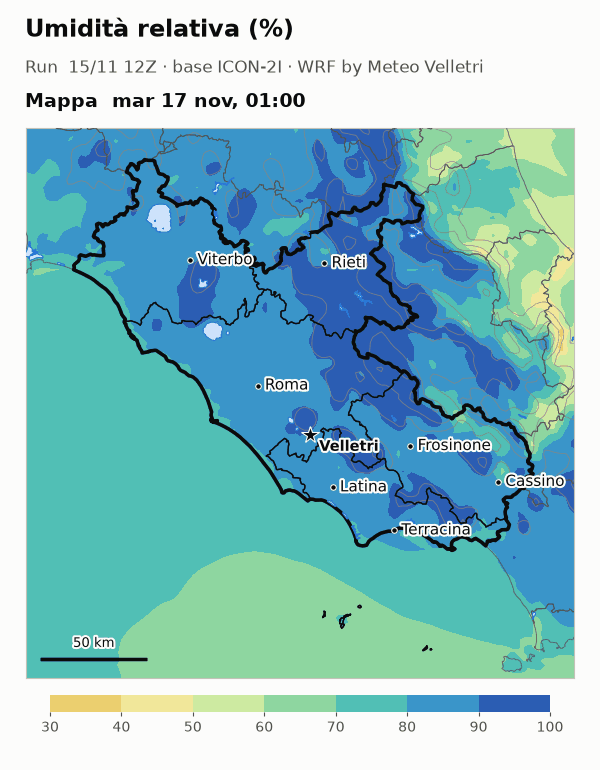 Umidità relativa (%)
Run 15/11 12Z · base ICON-2I · WRF by Meteo Velletri
Mappa mar 17 nov, 01:00
Viterbo
Rieti
Roma
Velletri
Frosinone
Latina
Cassino
Terracina
50 km
30 40 50 60 70 80 90 100